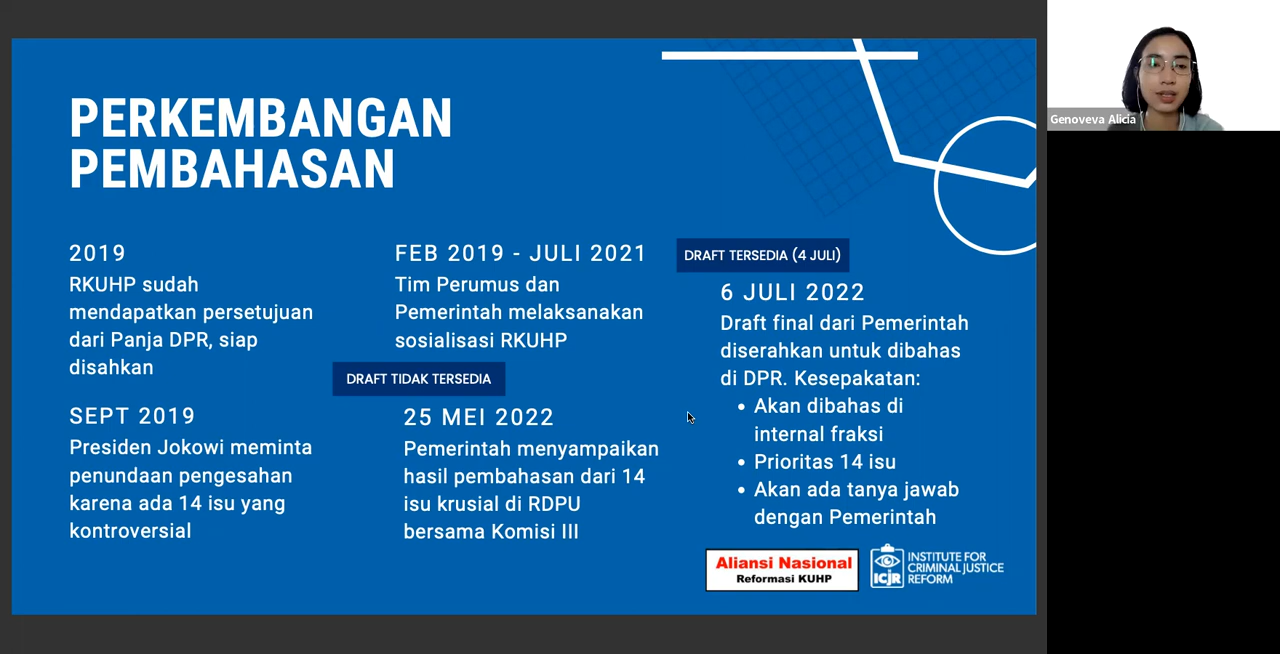 PERKEMBANGAN
PEMBAHASAN
2019
RKUHP sudah
mendapatkan persetujuan
dari Panja DPR, siap
disahkan
SEPT 2019
Presiden Jokowi meminta
penundaan pengesahan
karena ada 14 isu yang
kontroversial
FEB 2019 - JULI 2021
Tim Perumus dan
Pemerintah melaksanakan
sosialisasi RKUHP
DRAFT TIDAK TERSEDIA
25 MEI 2022
Pemerintah menyampaikan
hasil pembahasan dari 14
isu krusial di RDPU
bersama Komisi III
DRAFT TERSEDIA (4 JULI)
6 JULI 2022
Draft final dari Pemerintah
diserahkan untuk dibahas
di DPR. Kesepakatan:
• Akan dibahas di
internal fraksi
• Prioritas 14 isu
• Akan ada tanya jawab
dengan Pemerintah
Aliansi Nasional
Reformasi KUHP
ICJR
INSTITUTE FOR
CRIMINAL JUSTICE
REFORM
Genoveva Alicia